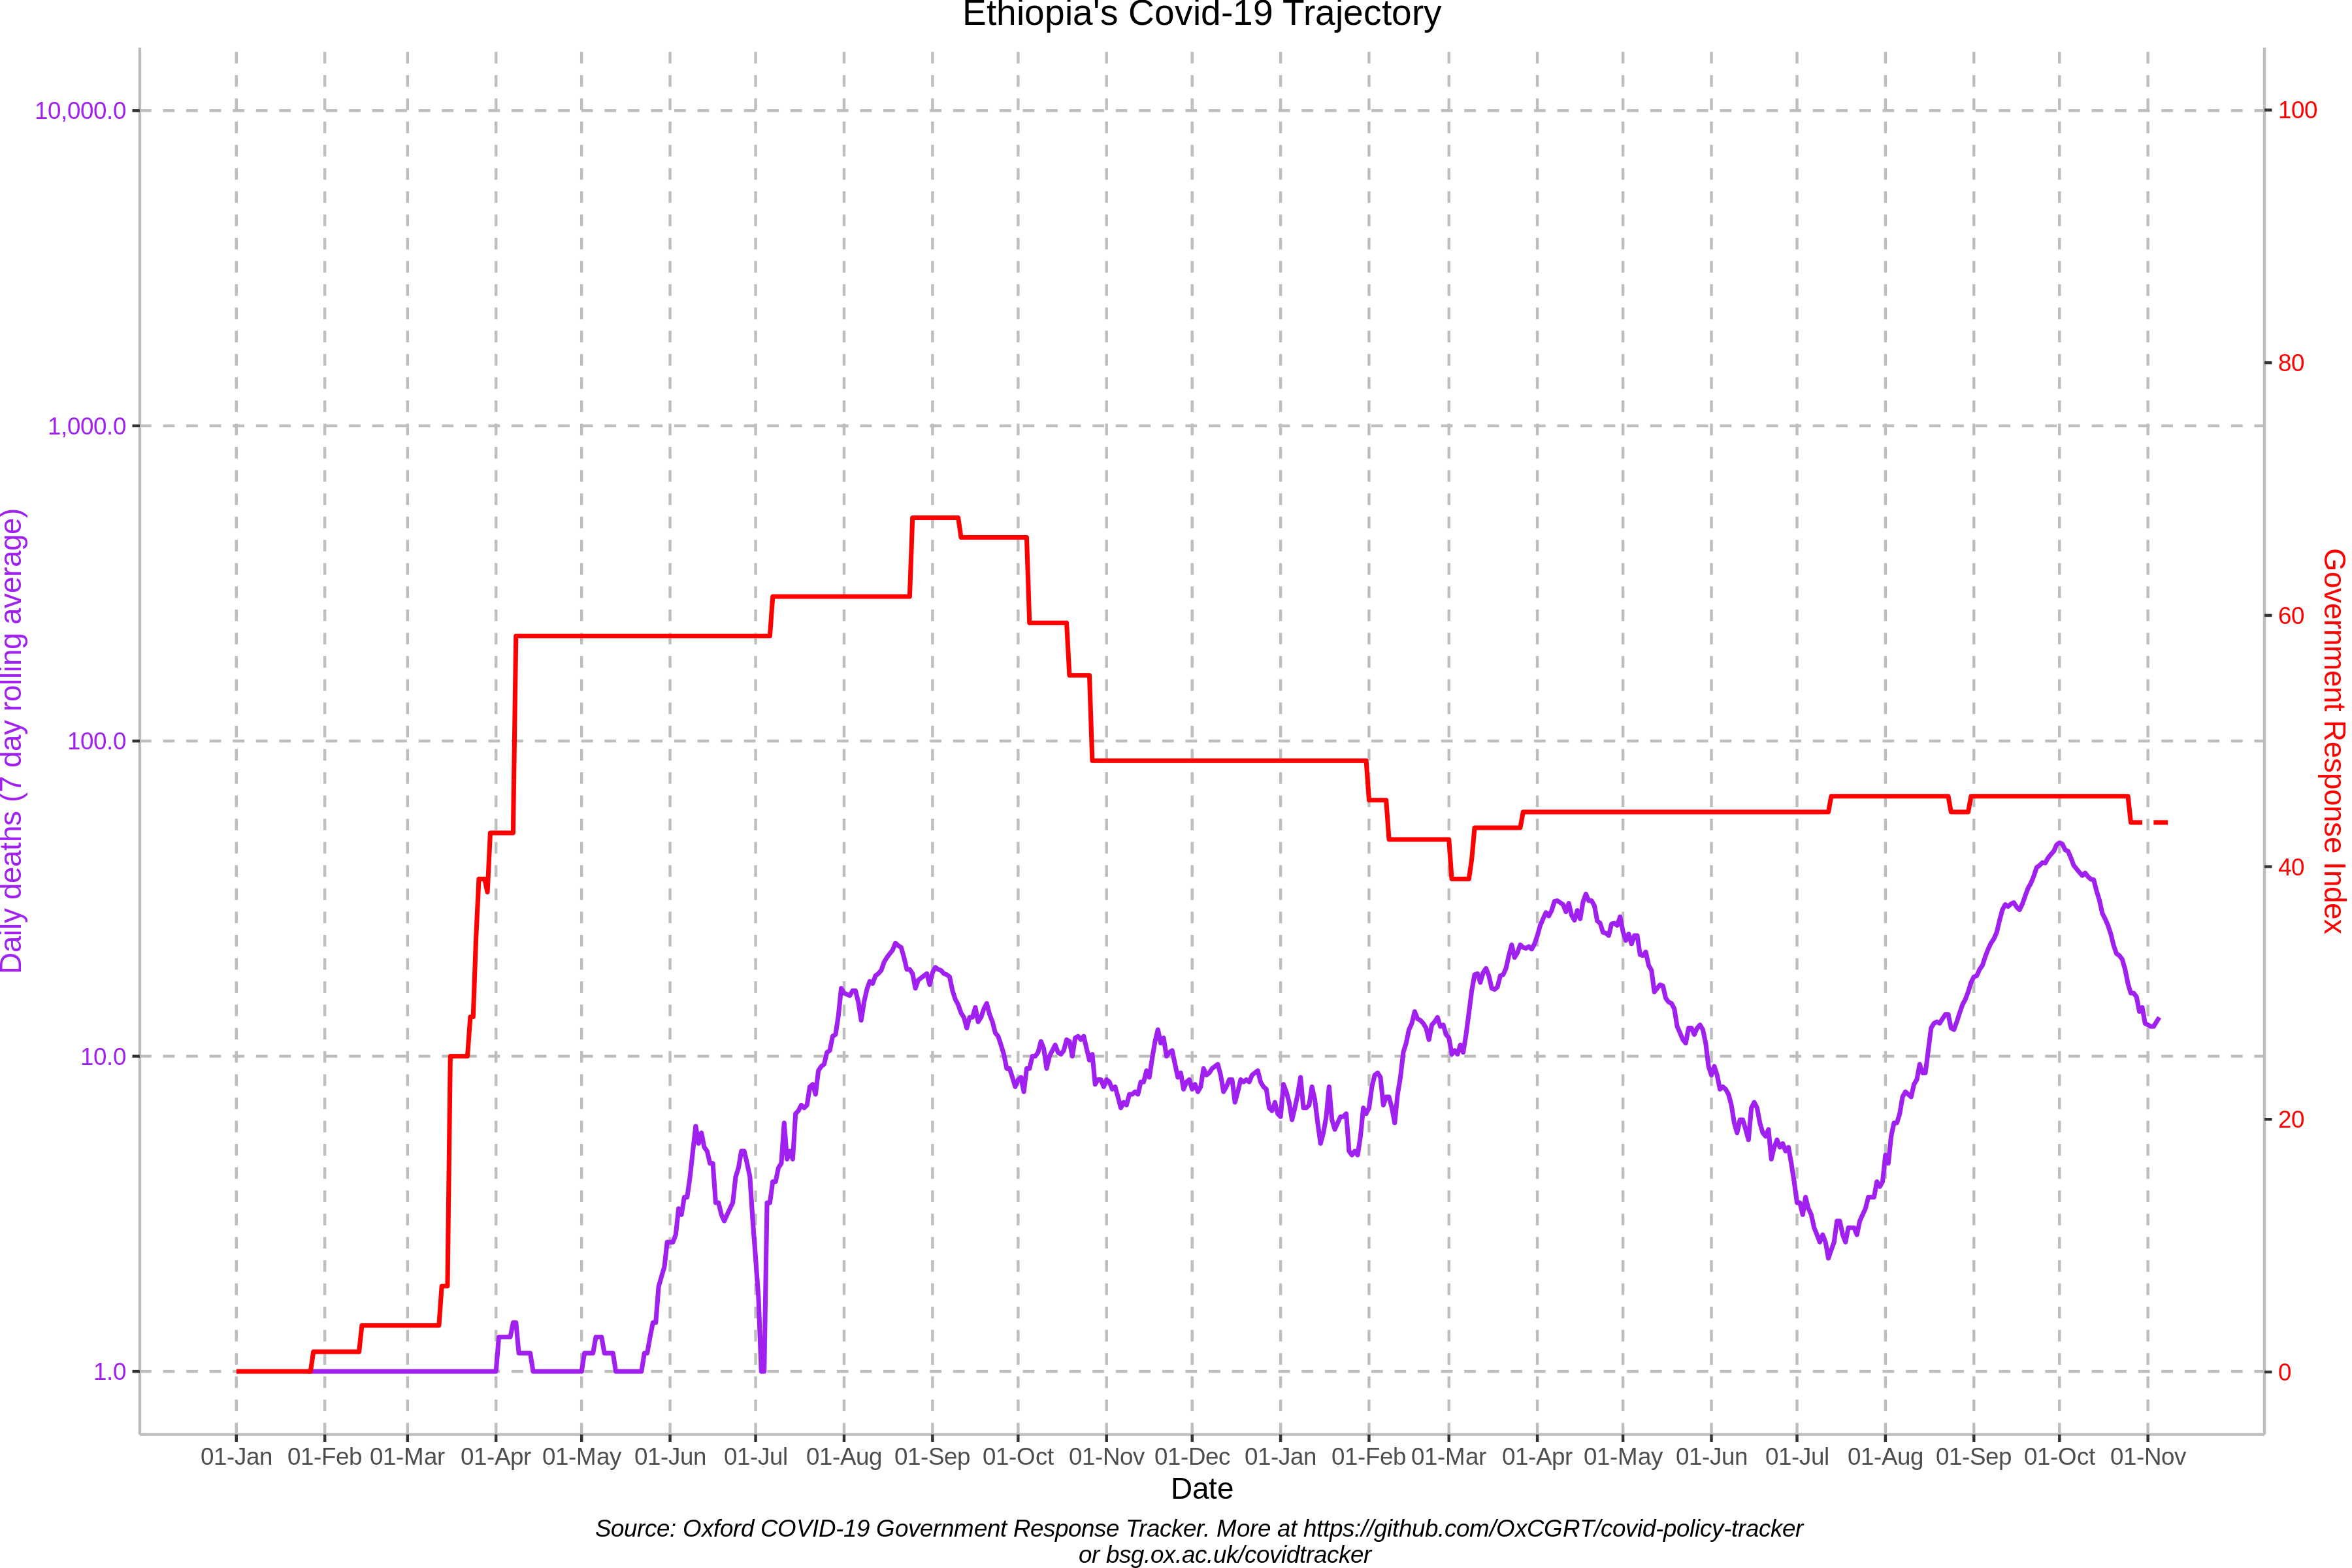 Ethiopia's Covid-19 Trajectory
Daily deaths (7 day rolling average)
10,000.0
1,000.0
100.0
10.0
1.0
100
80
60
40
20
0
Government Response Index
01-Jan 01-Feb 01-Mar 01-Apr 01-May 01-Jun 01-Jul 01-Aug 01-Sep 01-Oct 01-Nov 01-Dec 01-Jan 01-Feb 01-Mar 01-Apr 01-May 01-Jun 01-Jul 01-Aug 01-Sep 01-Oct 01-Nov
Date
Source: Oxford COVID-19 Government Response Tracker. More at https://github.com/OxCGRT/covid-policy-tracker
or bsg.ox.ac.uk/covidtracker